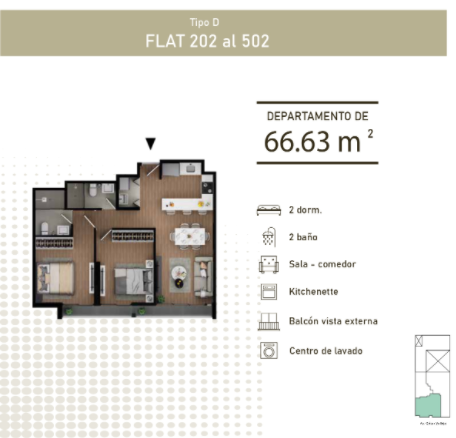 Tipo D
FLAT 202 al 502
DEPARTAMENTO DE
66.63 m 2
2 dorm.
2 baño
Sala - comedor
Kitchenette
Balcón vista externa
Centro de lavado